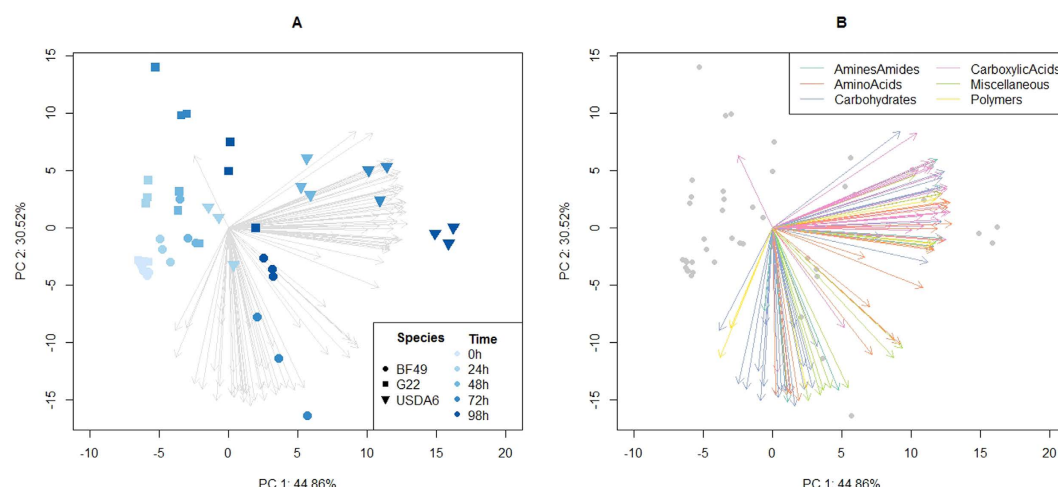 A
B
PC 2: 30.52%
15
10
5
0
-5
-10
-15
-10
-5
0
5
10
15
20
PC 1: 44.86%
Species
BF49
G22
USDA6
Time
0h
24h
48h
72h
98h
PC 2: 30.52%
15
10
5
0
-5
-10
-15
-10
-5
0
5
10
15
20
PC 1: 44.86%
AminesAmides
AminoAcids
Carbohydrates
CarboxylicAcids
Miscellaneous
Polymers